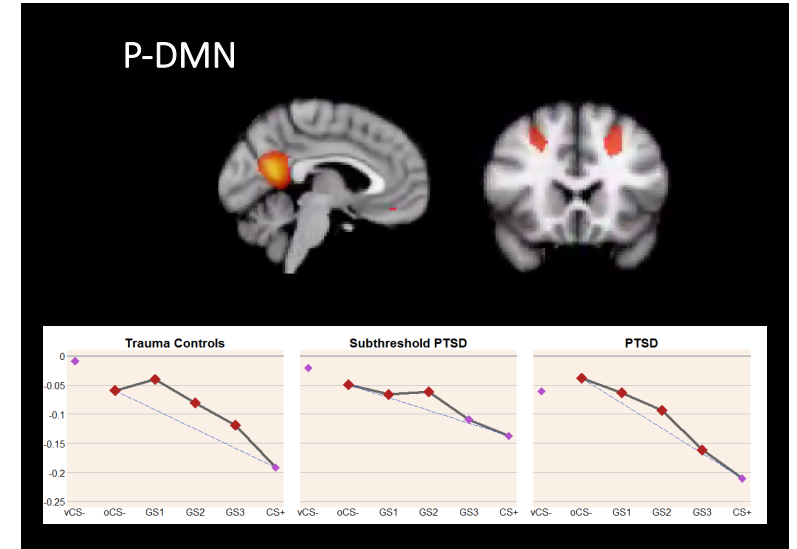 P-DMN
Trauma Controls
Subthreshold PTSD
PTSD
0
-0.05
-0.1
-0.15
-0.2
-0.25
vCS- oCS- GS1 GS2 GS3 CS+
vCS- oCS- GS1 GS2 GS3 CS+
vCS- oCS- GS1 GS2 GS3 CS+